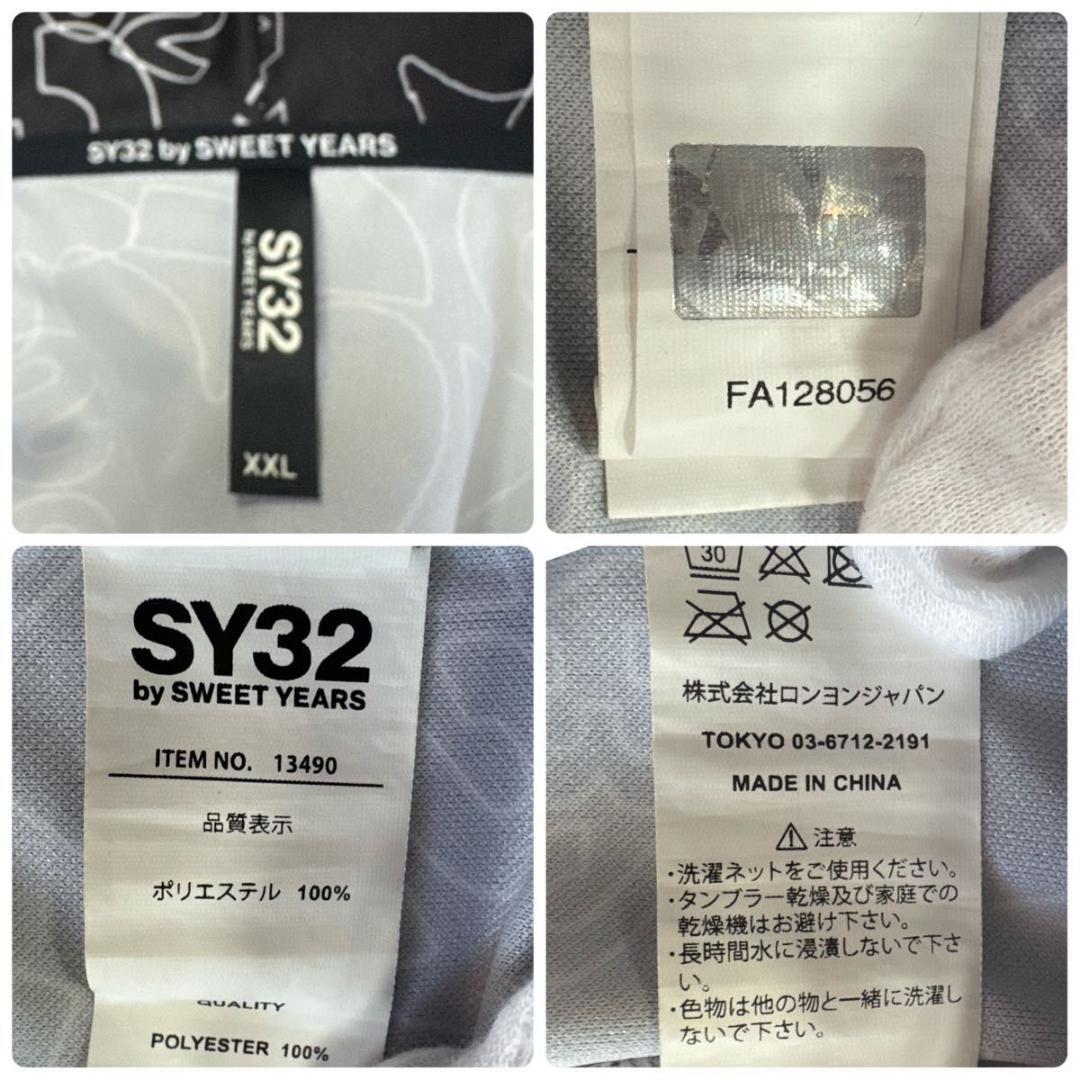 SY32 by SWEET YEARS
SY32
by SWEET YEARS
XXL
FA128056
SY32
by SWEET YEARS
ITEM NO. 13490
品質表示
ポリエステル 100%
QUALITY
POLYESTER 100%
30
株式会社ロンヨンジャパン
TOKYO 03-6712-2191
MADE IN CHINA
⚠注意
・洗濯ネットをご使用ください。
・タンブラー乾燥及び家庭での
乾燥機はお避け下さい。
・長時間水に浸漬しないで下さ
い。
・色物は他の物と一緒に洗濯し
ないで下さい。